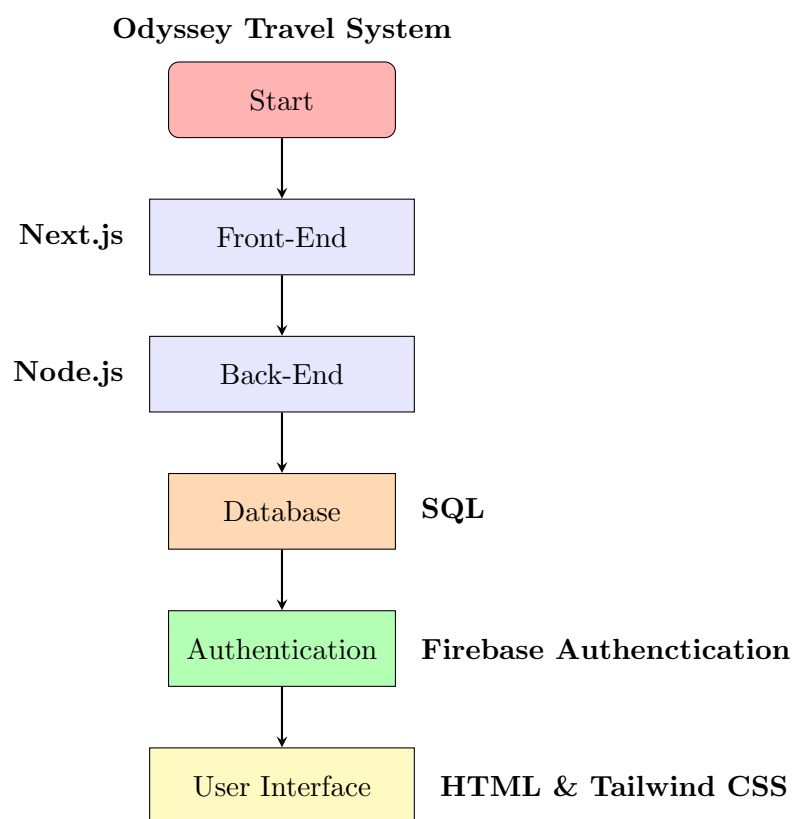 Odyssey Travel System
Start
Next.js Front-End
Node.js Back-End
Database SQL
Authentication Firebase Authenctication
User Interface HTML & Tailwind CSS